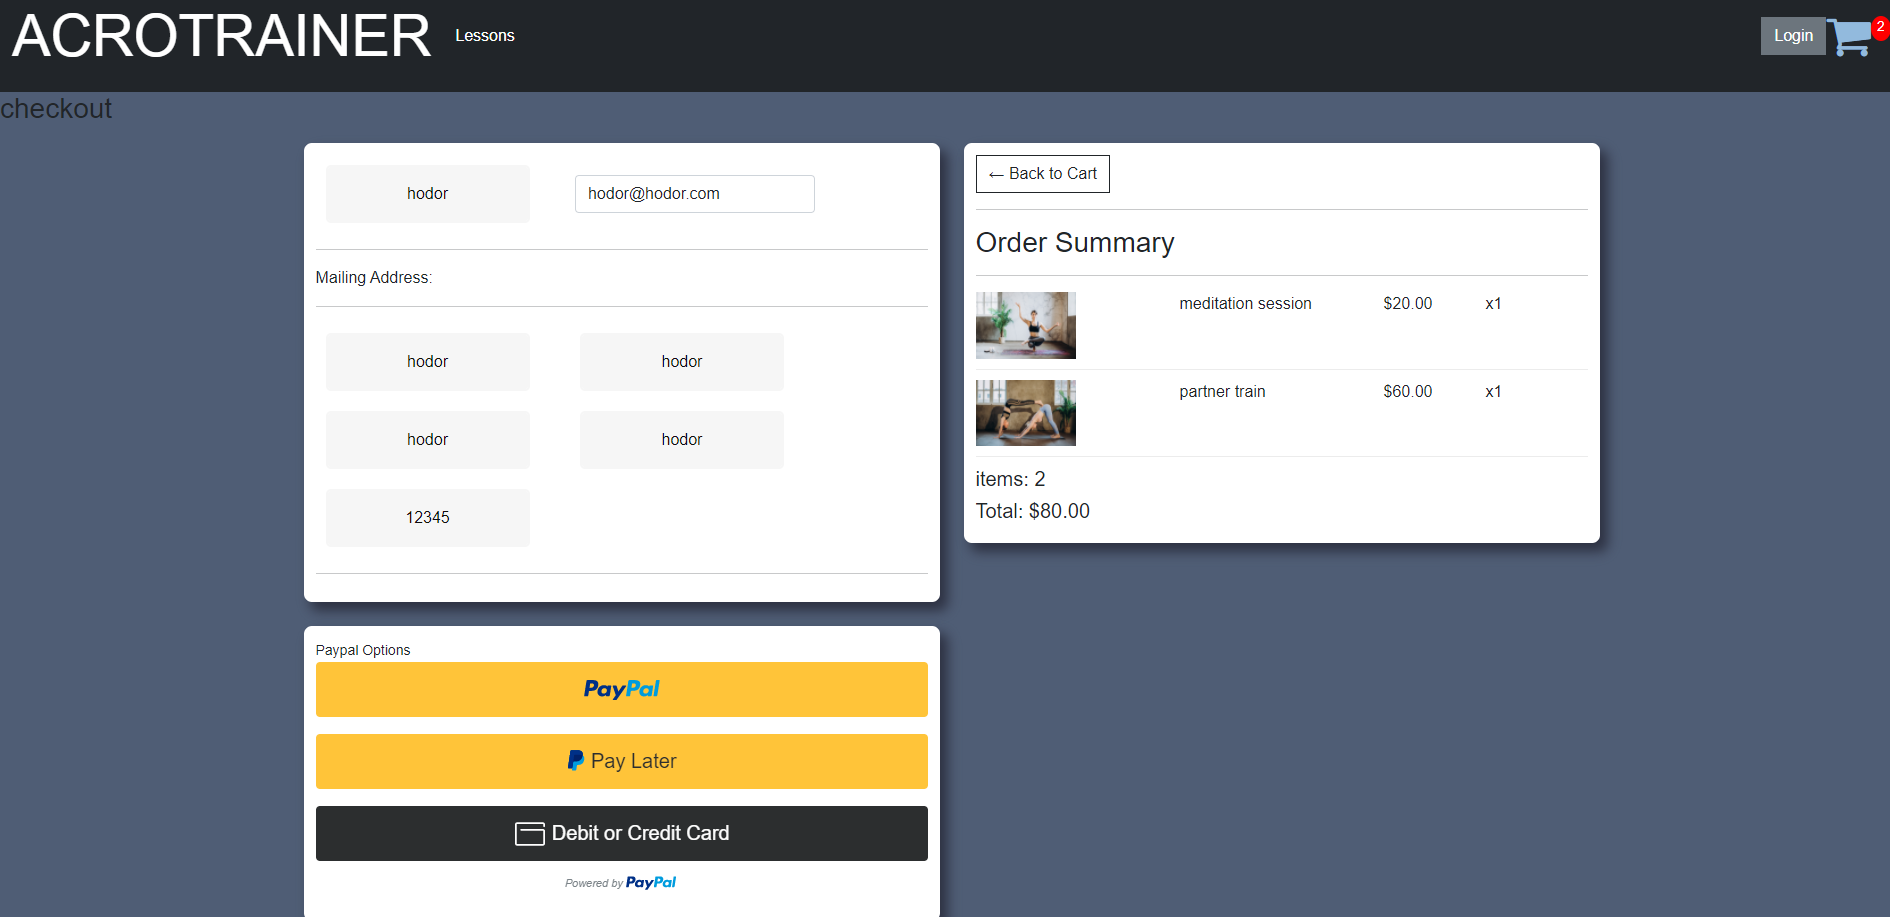 ACROTRAINER
Lessons
Login
2
checkout
hodor
hodor@hodor.com
Mailing Address:
hodor
hodor
hodor
hodor
12345
Paypal Options
PayPal
Pay Later
Debit or Credit Card
Powered by PayPal
← Back to Cart
Order Summary
meditation session $20.00 x1
partner train $60.00 x1
items: 2
Total: $80.00